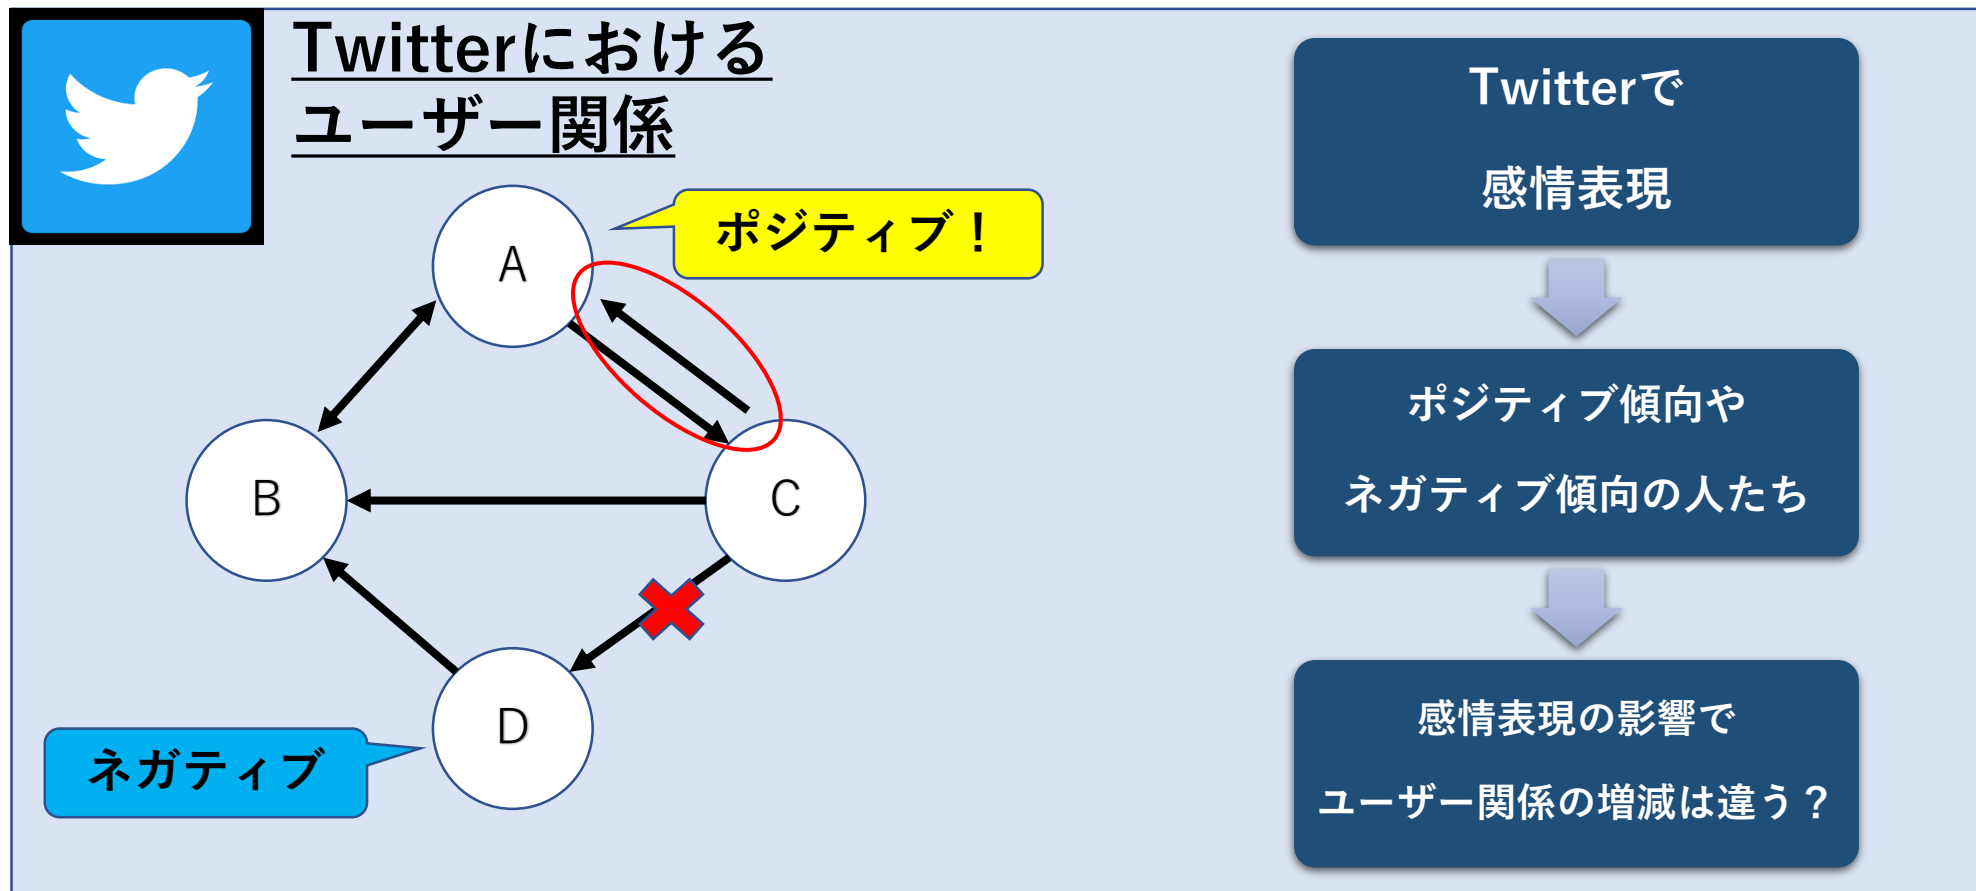 Twitterにおける
ユーザー関係
ポジティブ！
A
B
C
D
ネガティブ
Twitterで
感情表現
ポジティブ傾向や
ネガティブ傾向の人たち
感情表現の影響で
ユーザー関係の増減は違う？